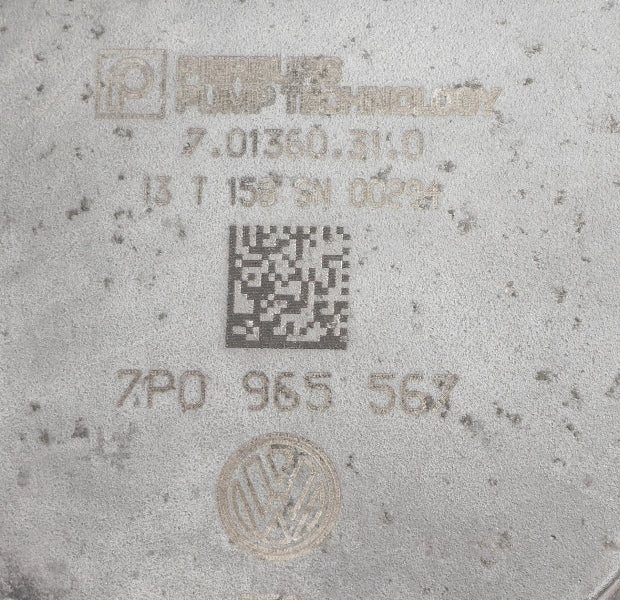 PIERBURG
PUMP TECHNOLOGY
7.01360.31.0
13 T 158 SN 00294
7P0 965 567